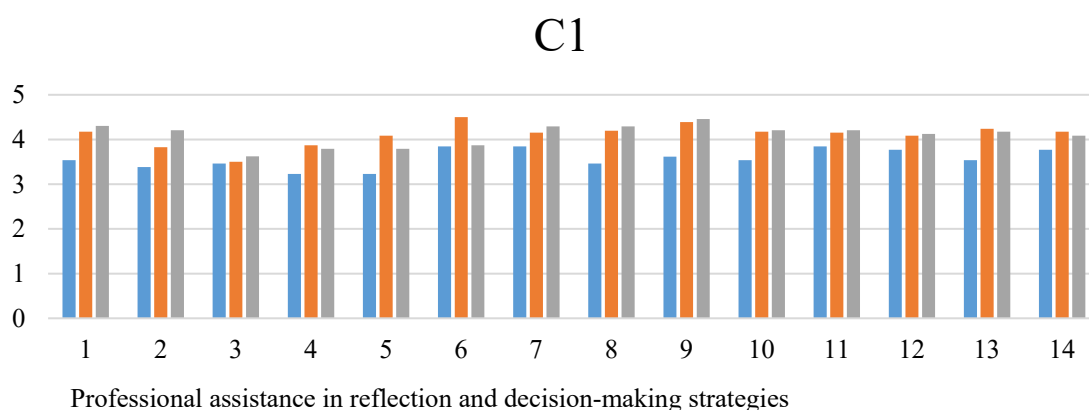 C1
5
4
3
2
1
0
1 2 3 4 5 6 7 8 9 10 11 12 13 14
Professional assistance in reflection and decision-making strategies